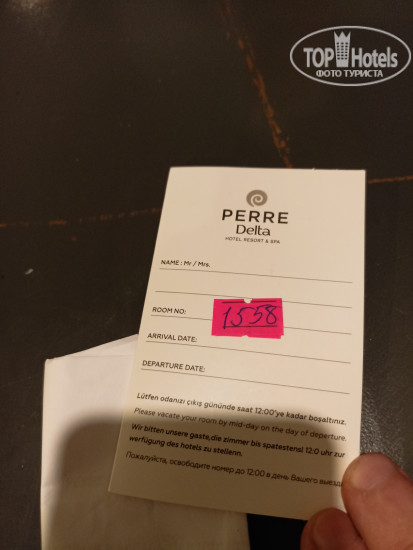 TOP Hotels
ФОТО ТУРИСТА
PERRE
Delta
HOTEL RESORT & SPA
NAME : Mr / Mrs.
ROOM NO:
1558
ARRIVAL DATE:
DEPARTURE DATE:
Lütfen odanızı çıkış gününde saat 12:00'ye kadar boşaltınız.
Please vacate your room by mid-day on the day of departure.
Wir bitten unsere gaste,die zimmer bis spatestens! 12:0 uhr zur
verfügung des hotels zu stellenn.
Пожалуйста, освободите номер до 12:00 в день Вашего выезда